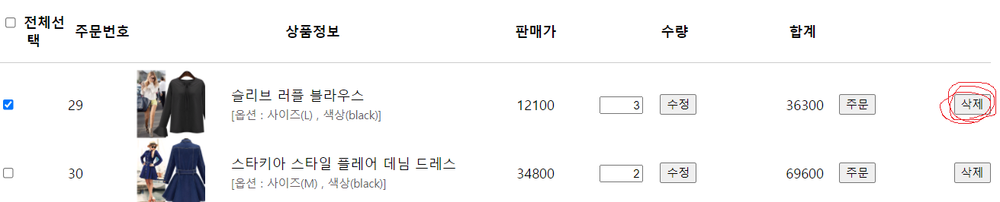 전체선
택
주문번호
상품정보
판매가
수량
합계
29
슬리브 러플 블라우스
[옵션 : 사이즈(L) , 색상(black)]
12100
3
수정
36300
주문
삭제
30
스타키아 스타일 플레어 데님 드레스
[옵션 : 사이즈(M) , 색상(black)]
34800
2
수정
69600
주문
삭제